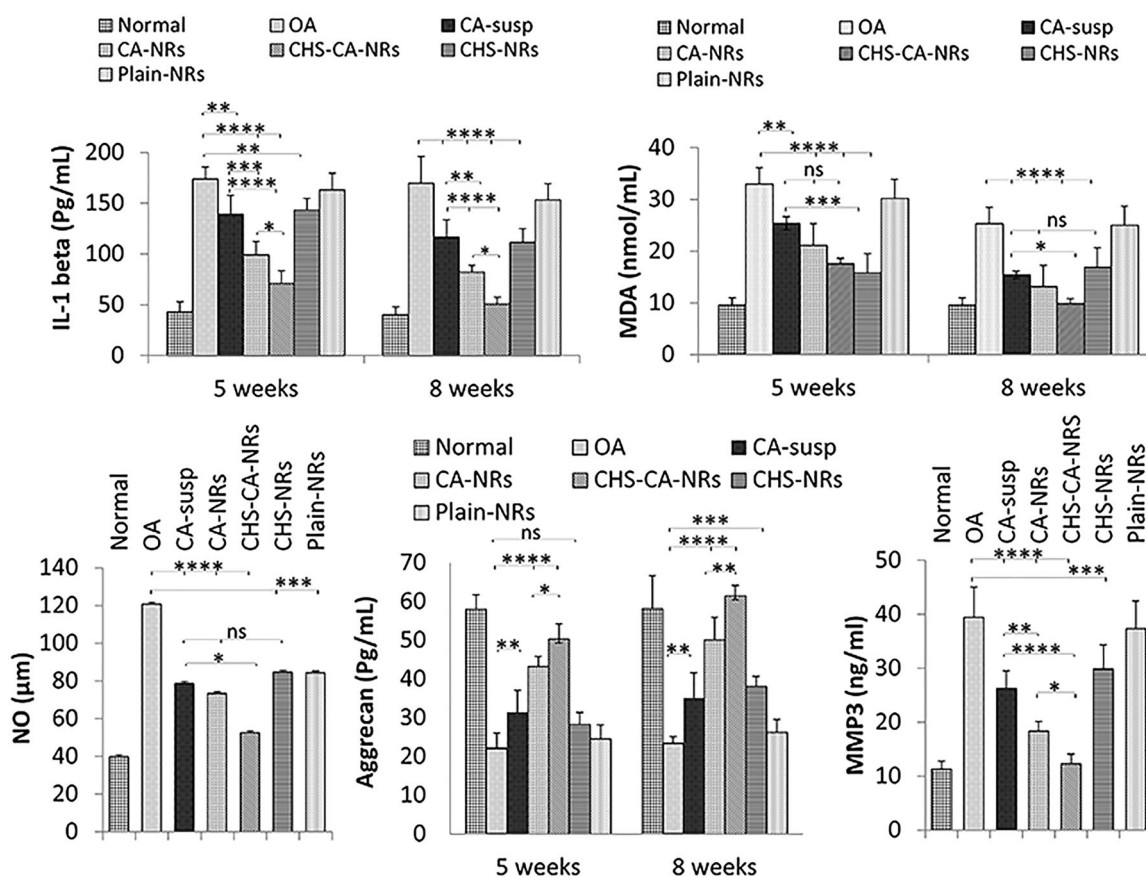 Normal OA CA-susp
CA-NRs CHS-CA-NRs CHS-NRs
Plain-NRs
IL-1 beta (Pg/mL)
200
150
100
50
0
**
****
**
***
****
*
****
**
****
*
5 weeks 8 weeks
Normal OA CA-susp
CA-NRs CHS-CA-NRs CHS-NRs
Plain-NRs
MDA (nmol/mL)
40
30
20
10
0
**
****
ns
***
****
ns
*
5 weeks 8 weeks
Normal
OA
CA-susp
CA-NRs
CHS-CA-NRs
CHS-NRs
Plain-NRs
NO (µm)
140
120
100
80
60
40
20
0
****
***
ns
*
Normal OA CA-susp
CA-NRs CHS-CA-NRs CHS-NRs
Plain-NRs
Aggrecan (Pg/mL)
70
60
50
40
30
20
10
0
ns
****
*
**
***
****
**
**
5 weeks 8 weeks
Normal
OA
CA-susp
CA-NRs
CHS-CA-NRS
CHS-NRs
Plain-NRs
MMP3 (ng/ml)
50
40
30
20
10
0
****
***
**
****
*